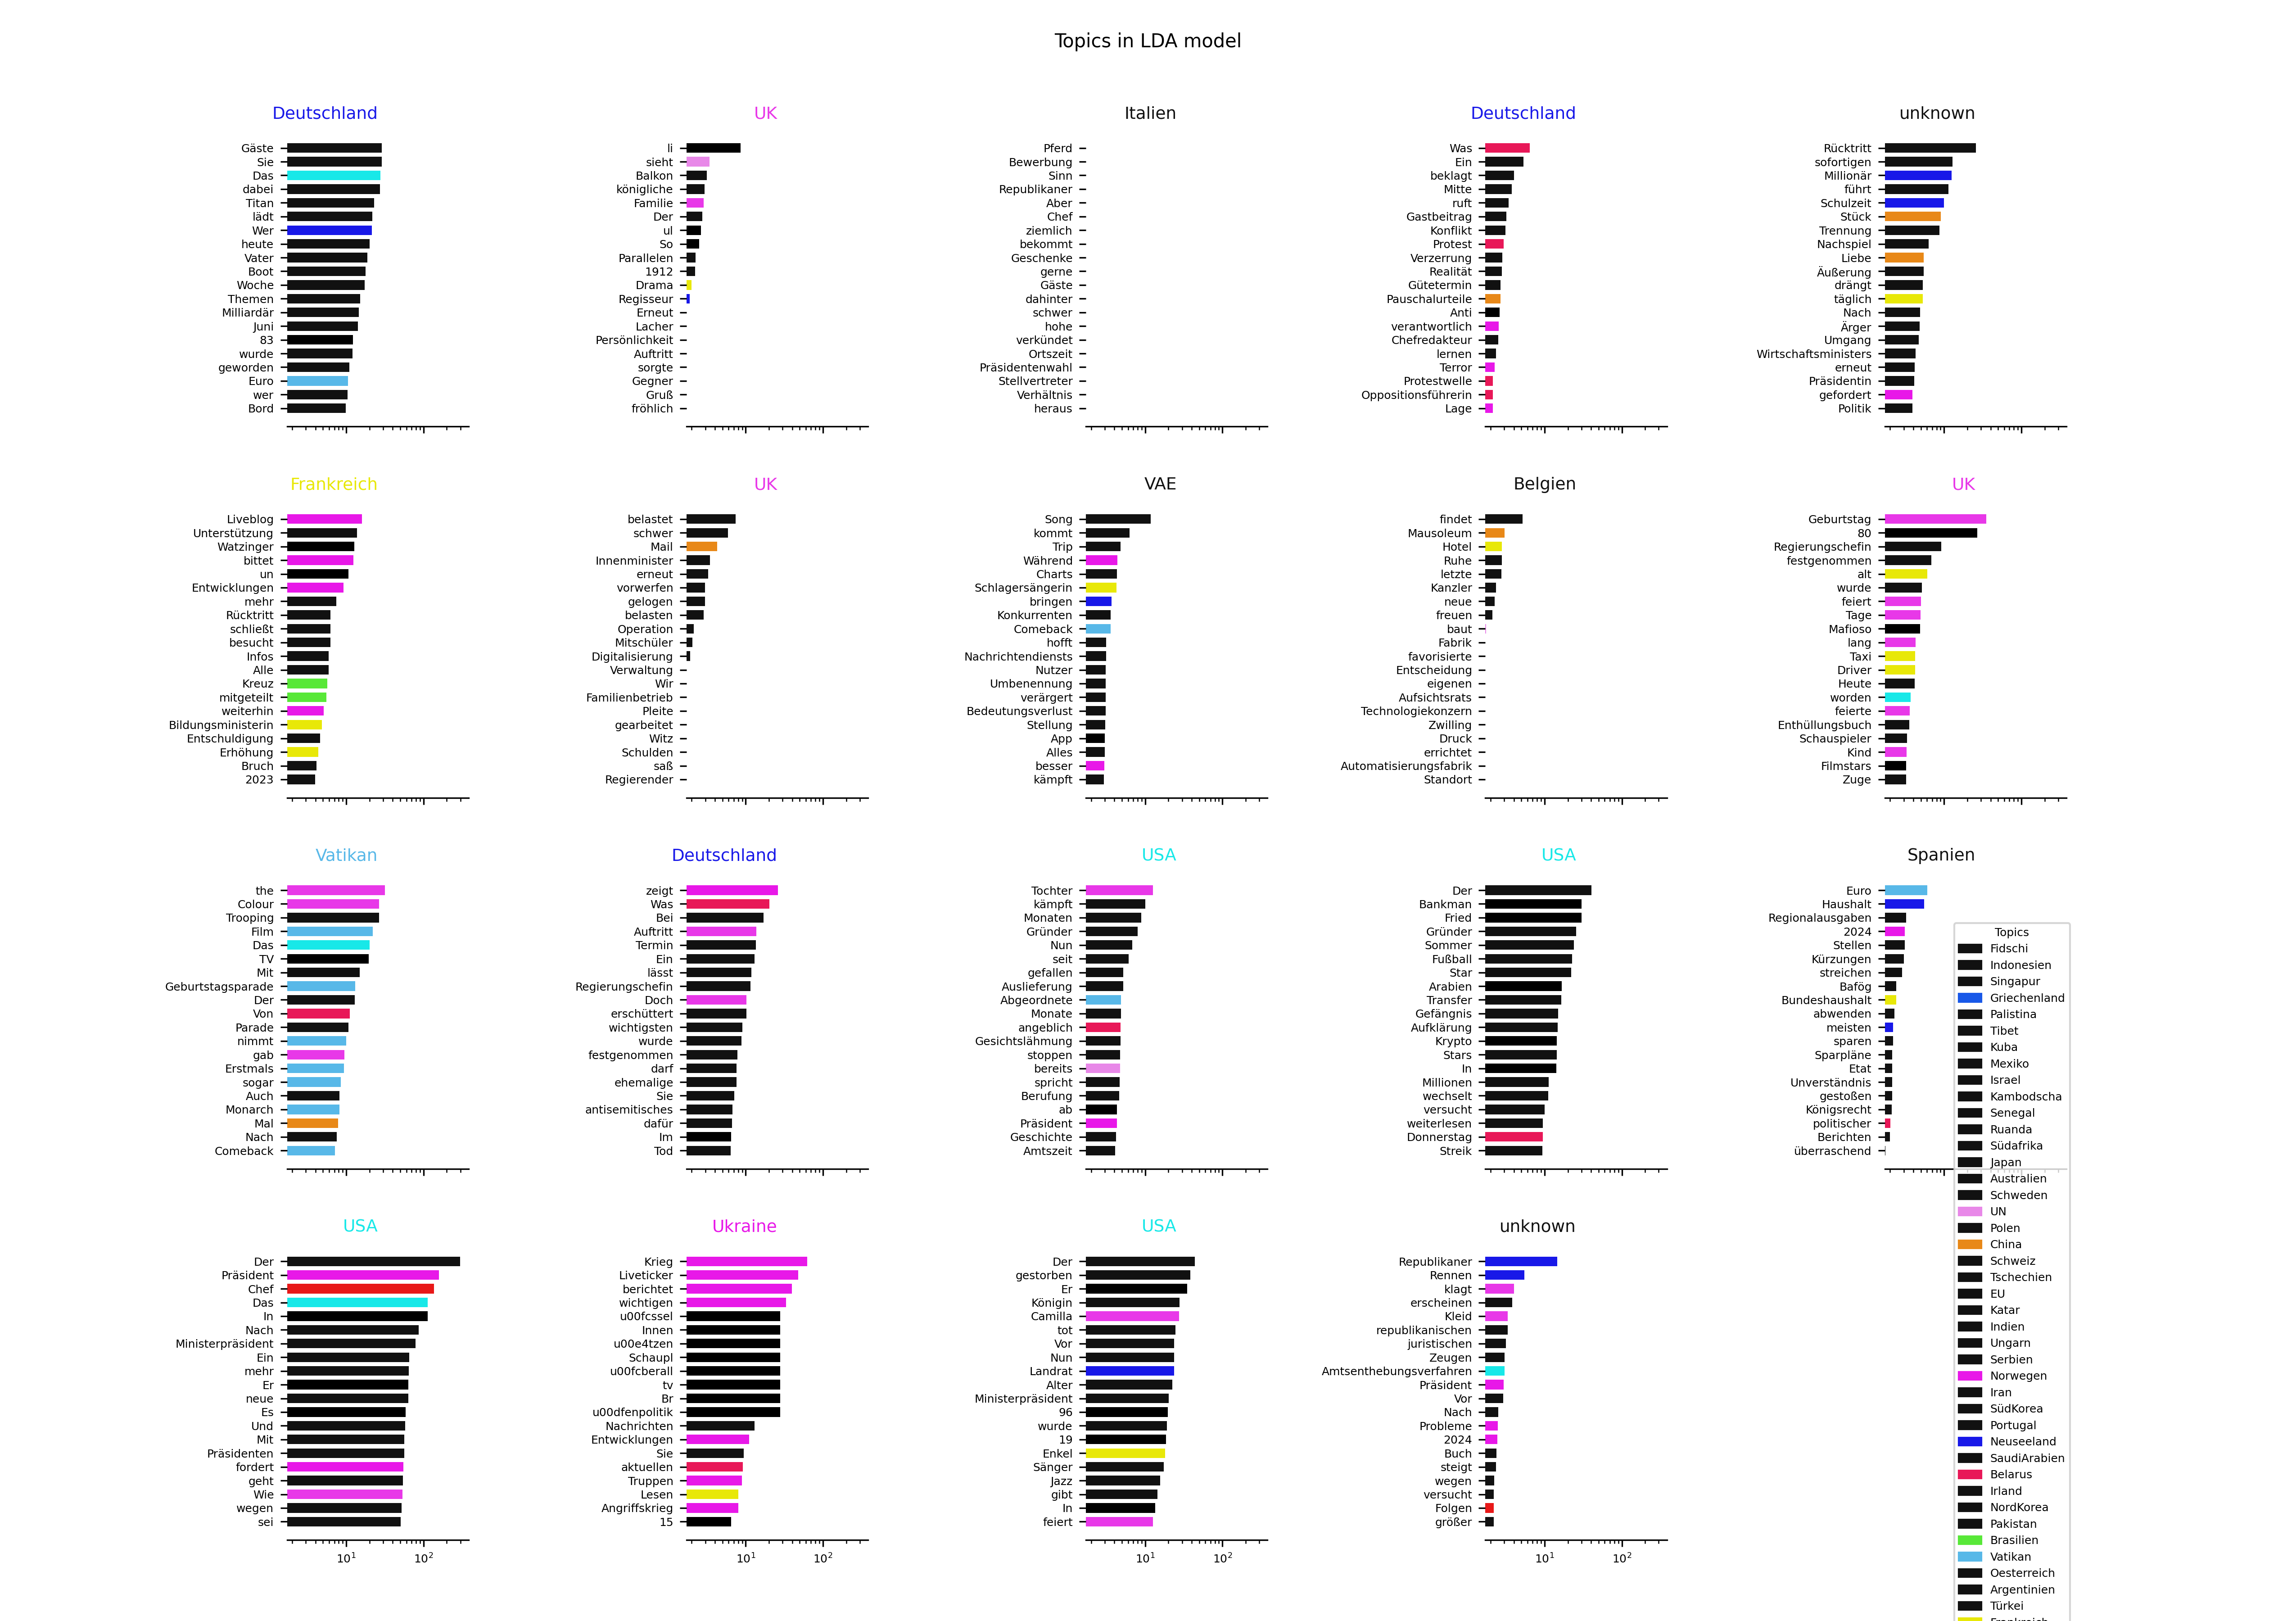 Topics in LDA model
Deutschland
Gäste
Sie
Das
dabei
Titan
lädt
Wer
heute
Vater
Boot
Woche
Themen
Milliardär
Juni
83
wurde
geworden
Euro
wer
Bord
UK
li
sieht
Balkon
königliche
Familie
Der
ul
So
Parallelen
1912
Drama
Regisseur
Erneut
Lacher
Persönlichkeit
Auftritt
sorgte
Gegner
Gruß
fröhlich
Italien
Pferd
Bewerbung
Sinn
Republikaner
Aber
Chef
ziemlich
bekommt
Geschenke
gerne
Gäste
dahinter
schwer
hohe
verkündet
Ortszeit
Präsidentenwahl
Stellvertreter
Verhältnis
heraus
Deutschland
Was
Ein
beklagt
Mitte
ruft
Gastbeitrag
Konflikt
Protest
Verzerrung
Realität
Gütetermin
Pauschalurteile
Anti
verantwortlich
Chefredakteur
lernen
Terror
Protestwelle
Oppositionsführerin
Lage
unknown
Rücktritt
sofortigen
Millionär
führt
Schulzeit
Stück
Trennung
Nachspiel
Liebe
Äußerung
drängt
täglich
Nach
Ärger
Umgang
Wirtschaftsministers
erneut
Präsidentin
gefordert
Politik
Frankreich
Liveblog
Unterstützung
Watzinger
bittet
un
Entwicklungen
mehr
Rücktritt
schließt
besucht
Infos
Alle
Kreuz
mitgeteilt
weiterhin
Bildungsministerin
Entschuldigung
Erhöhung
Bruch
2023
UK
belastet
schwer
Mail
Innenminister
erneut
vorwerfen
gelogen
belasten
Operation
Mitschüler
Digitalisierung
Verwaltung
Wir
Familienbetrieb
Pleite
gearbeitet
Witz
Schulden
saß
Regierender
VAE
Song
kommt
Trip
Während
Charts
Schlagersängerin
bringen
Konkurrenten
Comeback
hofft
Nachrichtendiensts
Nutzer
Umbenennung
verärgert
Bedeutungsverlust
Stellung
App
Alles
besser
kämpft
Belgien
findet
Mausoleum
Hotel
Ruhe
letzte
Kanzler
neue
freuen
baut
Fabrik
favorisierte
Entscheidung
eigenen
Aufsichtsrats
Technologiekonzern
Zwilling
Druck
errichtet
Automatisierungsfabrik
Standort
UK
Geburtstag
80
Regierungschefin
festgenommen
alt
wurde
feiert
Tage
Mafioso
lang
Taxi
Driver
Heute
worden
feierte
Enthüllungsbuch
Schauspieler
Kind
Filmstars
Zuge
Vatikan
the
Colour
Trooping
Film
Das
TV
Mit
Geburtstagsparade
Der
Von
Parade
nimmt
gab
Erstmals
sogar
Auch
Monarch
Mal
Nach
Comeback
Deutschland
zeigt
Was
Bei
Auftritt
Termin
Ein
lässt
Regierungschefin
Doch
erschüttert
wichtigsten
wurde
festgenommen
darf
ehemalige
Sie
antisemitisches
dafür
Im
Tod
USA
Tochter
kämpft
Monaten
Gründer
Nun
seit
gefallen
Auslieferung
Abgeordnete
Monate
angeblich
Gesichtslähmung
stoppen
bereits
spricht
Berufung
ab
Präsident
Geschichte
Amtszeit
USA
Der
Bankman
Fried
Gründer
Sommer
Fußball
Star
Arabien
Transfer
Gefängnis
Aufklärung
Krypto
Stars
In
Millionen
wechselt
versucht
weiterlesen
Donnerstag
Streik
Spanien
Euro
Haushalt
Regionalausgaben
2024
Stellen
Kürzungen
streichen
Bafög
Bundeshaushalt
abwenden
meisten
sparen
Sparpläne
Etat
Unverständnis
gestoßen
Königsrecht
politischer
Berichten
überraschend
USA
Der
Präsident
Chef
Das
In
Nach
Ministerpräsident
Ein
mehr
Er
neue
Es
Und
Mit
Präsidenten
fordert
geht
Wie
wegen
sei
10¹ 10²
Ukraine
Krieg
Liveticker
berichtet
wichtigen
u00fcssel
Innen
u00e4tzen
Schaupl
u00fcberall
tv
Br
u00dfenpolitik
Nachrichten
Entwicklungen
Sie
aktuellen
Truppen
Lesen
Angriffskrieg
15
10¹ 10²
USA
Der
gestorben
Er
Königin
Camilla
tot
Vor
Nun
Landrat
Alter
Ministerpräsident
96
wurde
19
Enkel
Sänger
Jazz
gibt
In
feiert
10¹ 10²
unknown
Republikaner
Rennen
klagt
erscheinen
Kleid
republikanischen
juristischen
Zeugen
Amtsenthebungsverfahren
Präsident
Vor
Nach
Probleme
2024
Buch
steigt
wegen
versucht
Folgen
größer
10¹ 10²
Topics
Fidschi
Indonesien
Singapur
Griechenland
Palistina
Tibet
Kuba
Mexiko
Israel
Kambodscha
Senegal
Ruanda
Südafrika
Japan
Australien
Schweden
UN
Polen
China
Schweiz
Tschechien
EU
Katar
Indien
Ungarn
Serbien
Norwegen
Iran
SüdKorea
Portugal
Neuseeland
SaudiArabien
Belarus
Irland
NordKorea
Pakistan
Brasilien
Vatikan
Oesterreich
Argentinien
Türkei